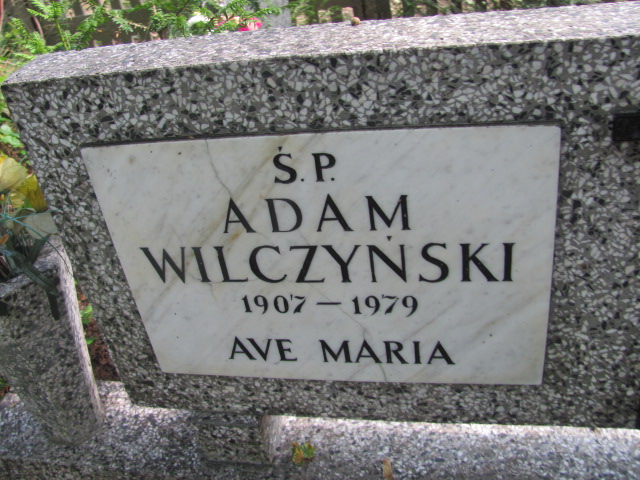 Ś.P.
ADAM
WILCZYŃSKI
1907 – 1979
AVE MARIA